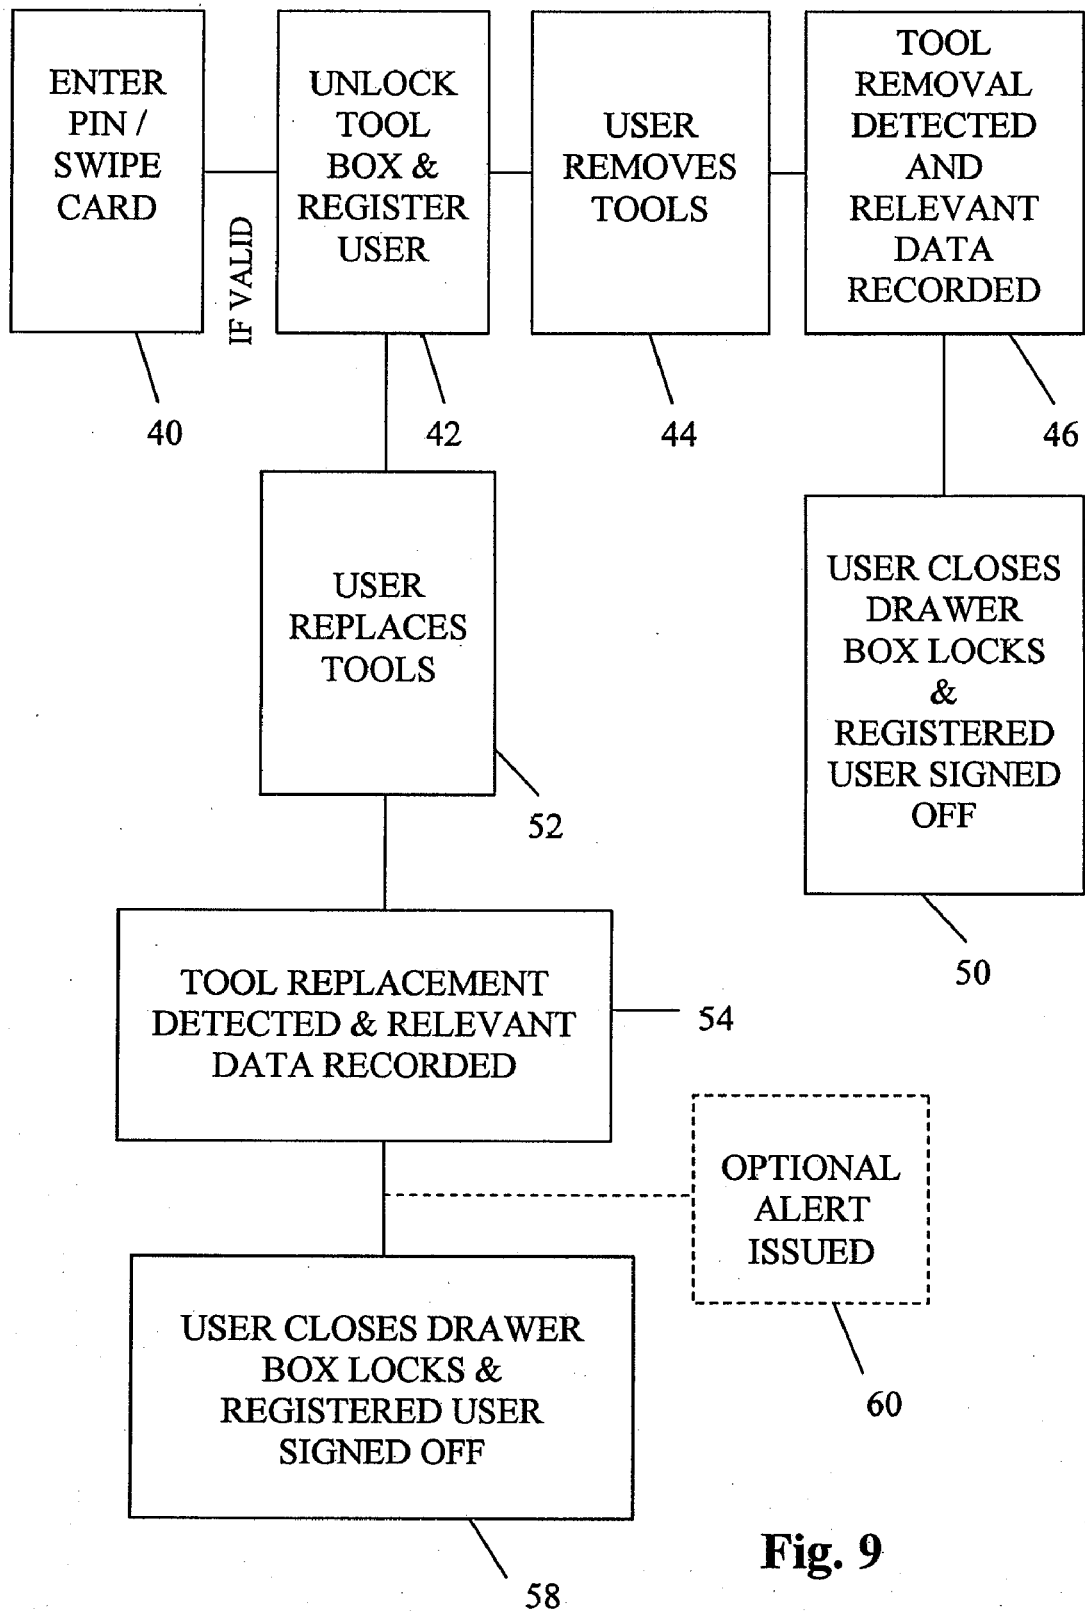 ENTER
PIN /
SWIPE
CARD
IF VALID
UNLOCK
TOOL
BOX &
REGISTER
USER
USER
REMOVES
TOOLS
TOOL
REMOVAL
DETECTED
AND
RELEVANT
DATA
RECORDED
40
42
44
46
USER
REPLACES
TOOLS
52
USER CLOSES
DRAWER
BOX LOCKS
&
REGISTERED
USER SIGNED
OFF
50
TOOL REPLACEMENT
DETECTED & RELEVANT
DATA RECORDED
54
OPTIONAL
ALERT
ISSUED
60
USER CLOSES DRAWER
BOX LOCKS &
REGISTERED USER
SIGNED OFF
58
Fig. 9